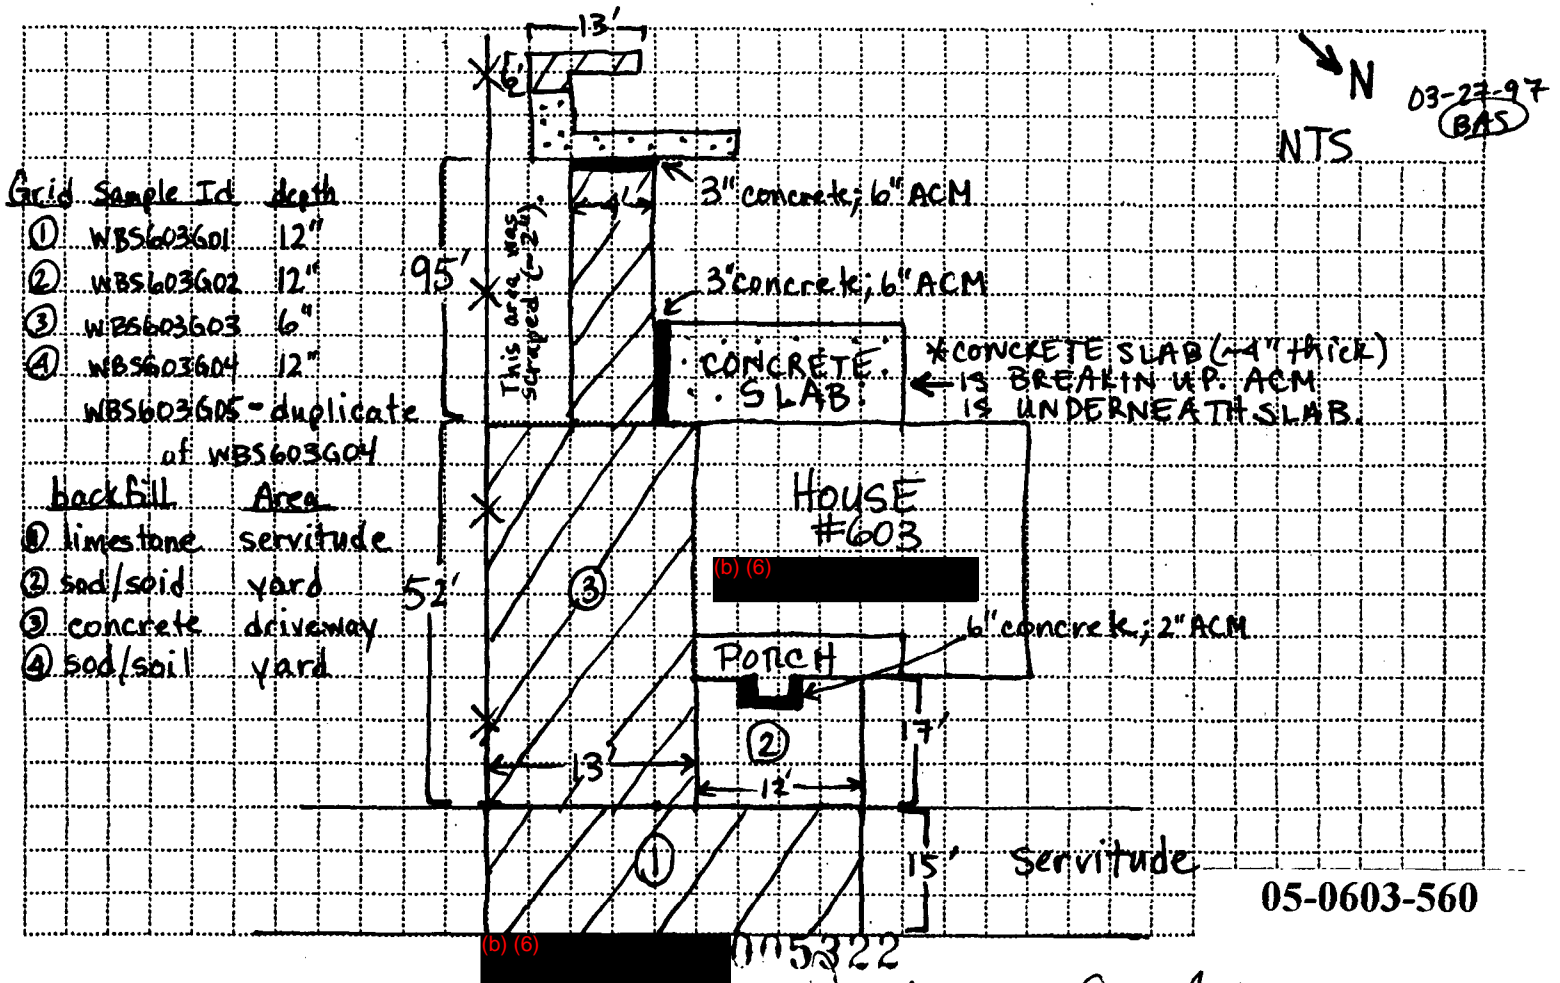 13'
6'
N
03-27-97
BAS
NTS
Grid Sample Id depth
① WBS603G01 12"
② WBS603G02 12"
③ WBS603G03 6"
④ WBS603G04 12"
WBS603G05 - duplicate
of WBS603G04
backfill Area
① limestone servitude
② sod/soid yard
③ concrete driveway
④ sod/soil yard
95'
52'
This area was
scraped (~2").
4'
3" concrete; 6" ACM
3" concrete; 6" ACM
CONCRETE
SLAB
*CONCRETE SLAB (~4" thick)
IS BREAKIN UP. ACM
IS UNDERNEATH SLAB.
HOUSE
#603
(b) (6)
③
6" concrete; 2" ACM
PORCH
②
17'
13'
12'
①
15'
Servitude
05-0603-560
(b) (6)
005322